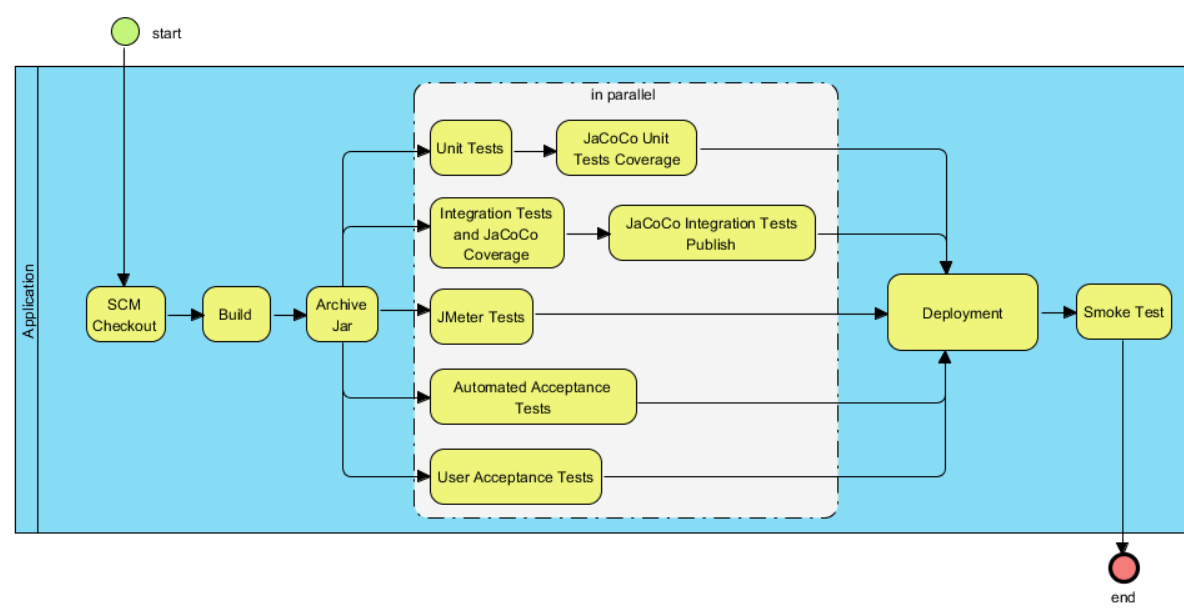 start
in parallel
Unit Tests
JaCoCo Unit
Tests Coverage
Integration Tests
and JaCoCo
Coverage
JaCoCo Integration Tests
Publish
Application
SCM
Checkout
Build
Archive
Jar
JMeter Tests
Deployment
Smoke Test
Automated Acceptance
Tests
User Acceptance Tests
end